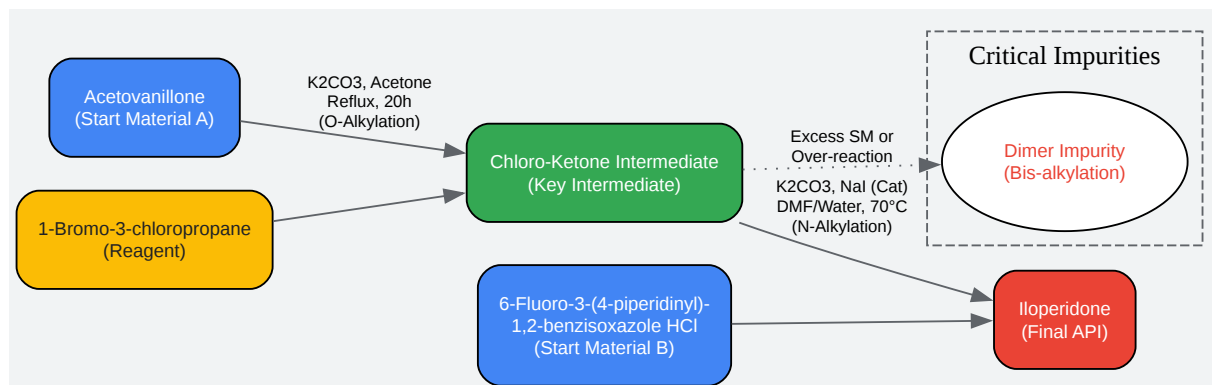 Acetovanillone
(Start Material A)
K2CO3, Acetone
Reflux, 20h
(O-Alkylation)
1-Bromo-3-chloropropane
(Reagent)
Chloro-Ketone Intermediate
(Key Intermediate)
Excess SM or
Over-reaction
K2CO3, NaI (Cat)
DMF/Water, 70°C
(N-Alkylation)
Critical Impurities
Dimer Impurity
(Bis-alkylation)
6-Fluoro-3-(4-piperidinyl)-
1,2-benzisoxazole HCl
(Start Material B)
Iloperidone
(Final API)